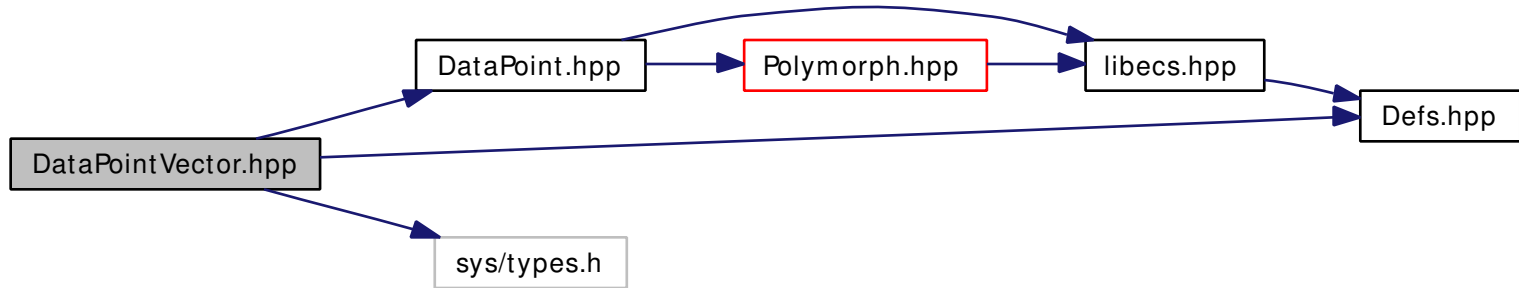 DataPoint.hpp
Polymorph.hpp
libecs.hpp
Defs.hpp
DataPointVector.hpp
sys/types.h